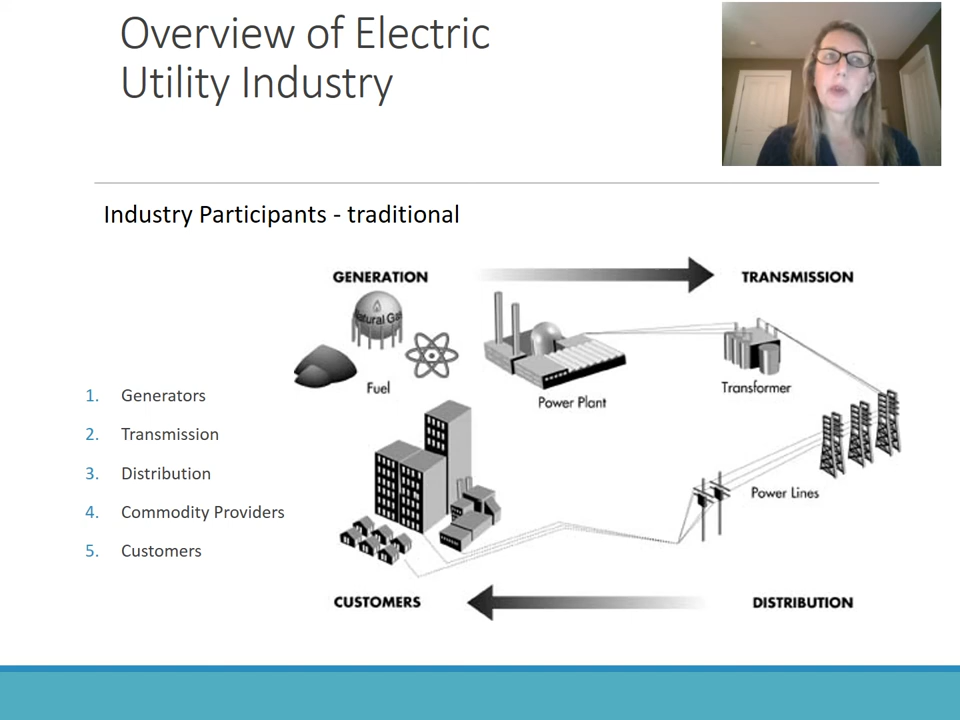 Overview of Electric
Utility Industry
Industry Participants - traditional
GENERATION
TRANSMISSION
Natural Gas
Fuel
Power Plant
Transformer
1. Generators
2. Transmission
3. Distribution
4. Commodity Providers
5. Customers
Power Lines
CUSTOMERS
DISTRIBUTION